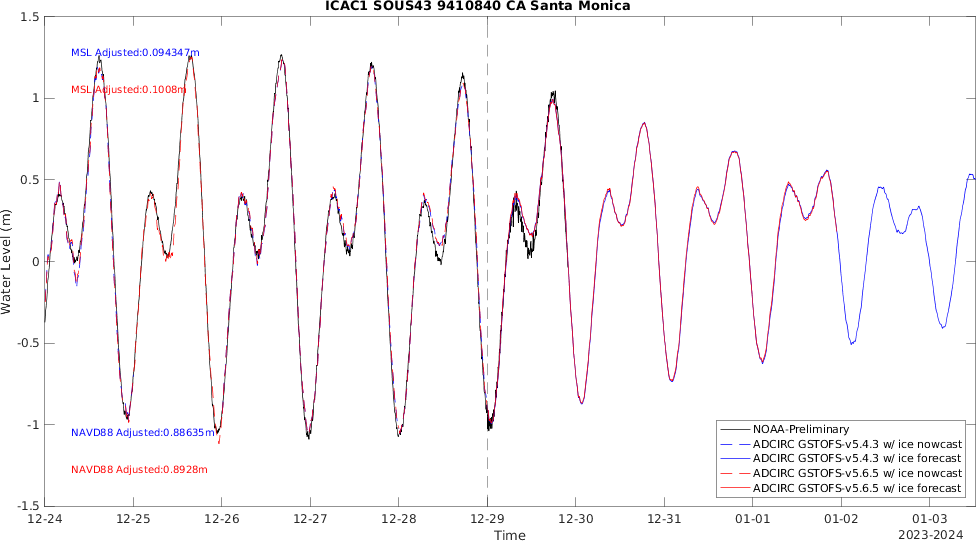 ICAC1 SOUS43 9410840 CA Santa Monica
1.5
MSL Adjusted:0.094347m
MSL Adjusted:0.1008m
1
0.5
0
-0.5
-1
-1.5
Water Level (m)
NAVD88 Adjusted:0.88635m
NAVD88 Adjusted:0.8928m
NOAA-Preliminary
ADCIRC GSTOFS-v5.4.3 w/ ice nowcast
ADCIRC GSTOFS-v5.4.3 w/ ice forecast
ADCIRC GSTOFS-v5.6.5 w/ ice nowcast
ADCIRC GSTOFS-v5.6.5 w/ ice forecast
12-24 12-25 12-26 12-27 12-28 12-29 12-30 12-31 01-01 01-02 01-03
Time
2023-2024